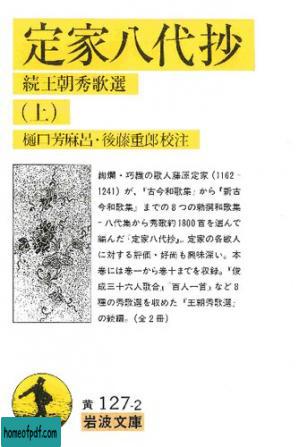 定家八代抄
続王朝秀歌選
(上)
樋口芳麻呂・後藤重郎校注
絢爛・巧緻の歌人藤原定家(1162‐
1241)が、『古今和歌集』から『新古
今和歌集』までの8つの勅撰和歌集
―八代集から秀歌約1800首を選んで
編んだ『定家八代抄』。定家の各歌人
に対する評価・好尚も興味深い。本
巻には巻一から巻十までを収録。『俊
成三十六人歌合』『百人一首』など8
種の秀歌選を収めた『王朝秀歌選』
の続篇。(全2冊)
黄 127-2
岩波文庫
homeofpdf.com